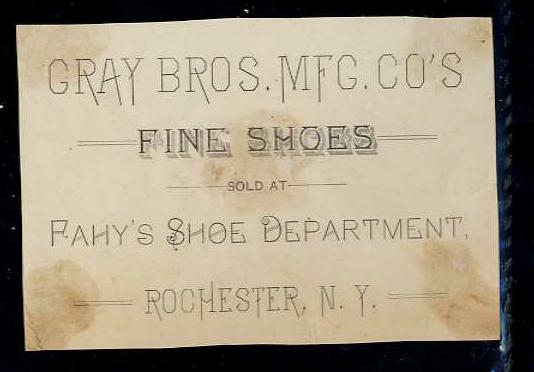 GRAY BROS. MFG. CO'S
FINE SHOES
SOLD AT
FAHY'S SHOE DEPARTMENT,
ROCHESTER, N. Y.